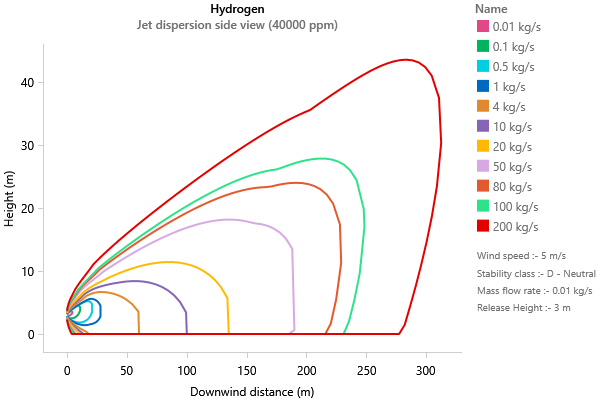 Hydrogen
Jet dispersion side view (40000 ppm)
Name
0.01 kg/s
0.1 kg/s
0.5 kg/s
1 kg/s
4 kg/s
10 kg/s
20 kg/s
50 kg/s
80 kg/s
100 kg/s
200 kg/s
Wind speed :- 5 m/s
Stability class :- D - Neutral
Mass flow rate :- 0.01 kg/s
Release Height :- 3 m
Height (m)
40
30
20
10
0
0 50 100 150 200 250 300
Downwind distance (m)